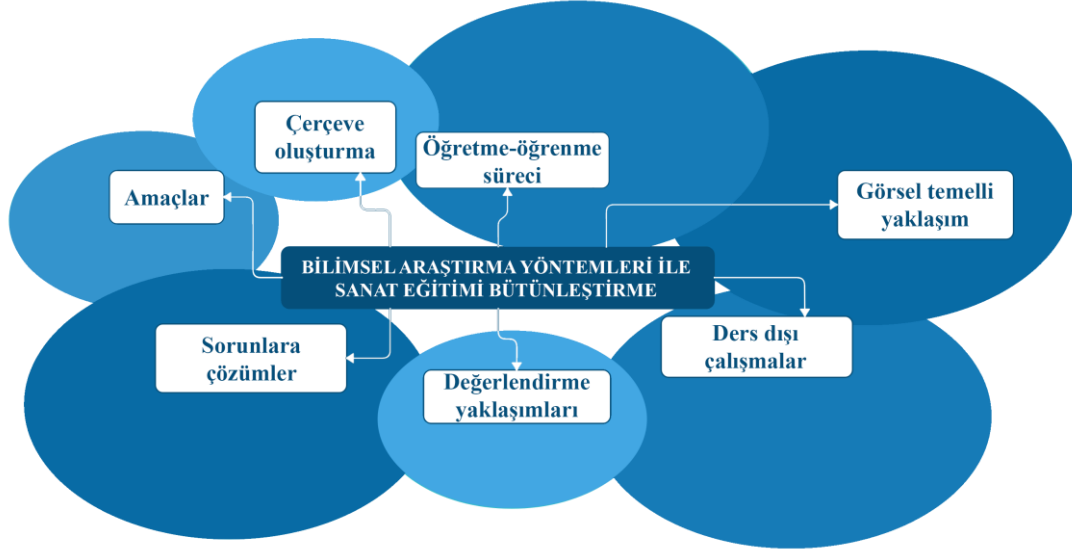 Çerçeve
oluşturma
Öğretme-öğrenme
süreci
Amaçlar
Görsel temelli
yaklaşım
BİLİMSEL ARAŞTIRMA YÖNTEMLERİ İLE
SANAT EĞİTİMİ BÜTÜNLEŞTİRME
Sorunlara
çözümler
Ders dışı
çalışmalar
Değerlendirme
yaklaşımları